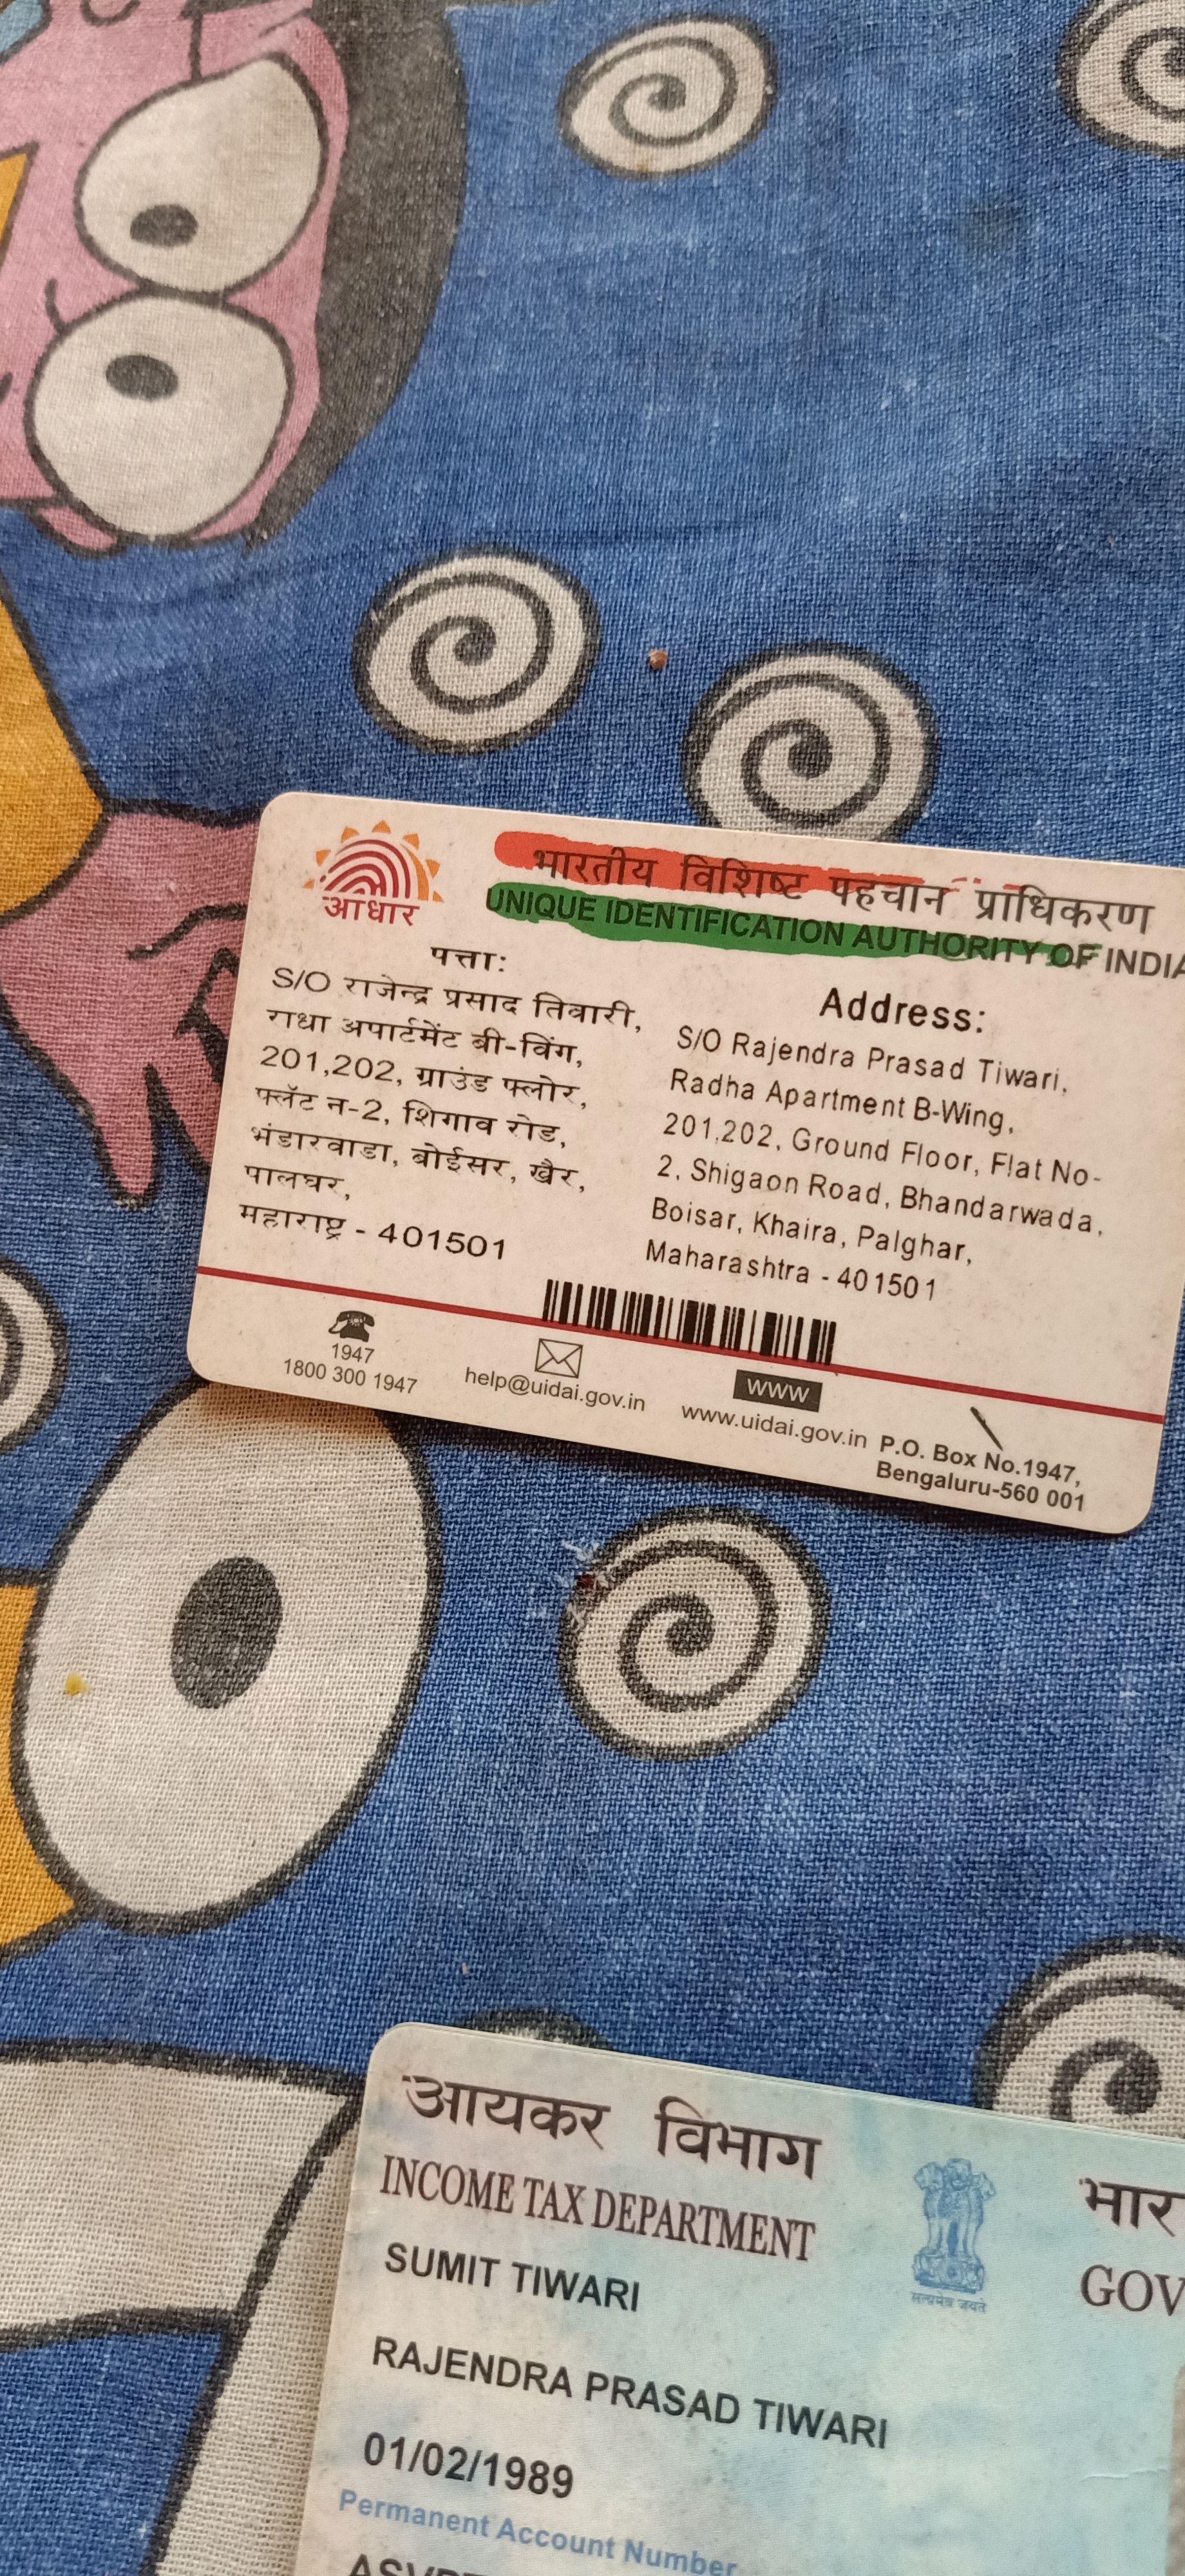 आधार
भारतीय विशिष्ट पहचान प्राधिकरण
UNIQUE IDENTIFICATION AUTHORITY OF INDIA
पत्ता:
S/O राजेन्द्र प्रसाद तिवारी,
राधा अपार्टमेंट बी-विंग,
201,202, ग्राउंड फ्लोर,
फ्लॅट न-2, शिगाव रोड,
भंडारवाडा, बोईसर, खैर,
पालघर,
महाराष्ट्र - 401501
Address:
S/O Rajendra Prasad Tiwari,
Radha Apartment B-Wing,
201,202, Ground Floor, Flat No-
2, Shigaon Road, Bhandarwada,
Boisar, Khaira, Palghar,
Maharashtra - 401501
1947
1800 300 1947
help@uidai.gov.in
www
www.uidai.gov.in
P.O. Box No.1947,
Bengaluru-560 001
आयकर विभाग
INCOME TAX DEPARTMENT
सत्यमेव जयते
भार
GOV
SUMIT TIWARI
RAJENDRA PRASAD TIWARI
01/02/1989
Permanent Account Number